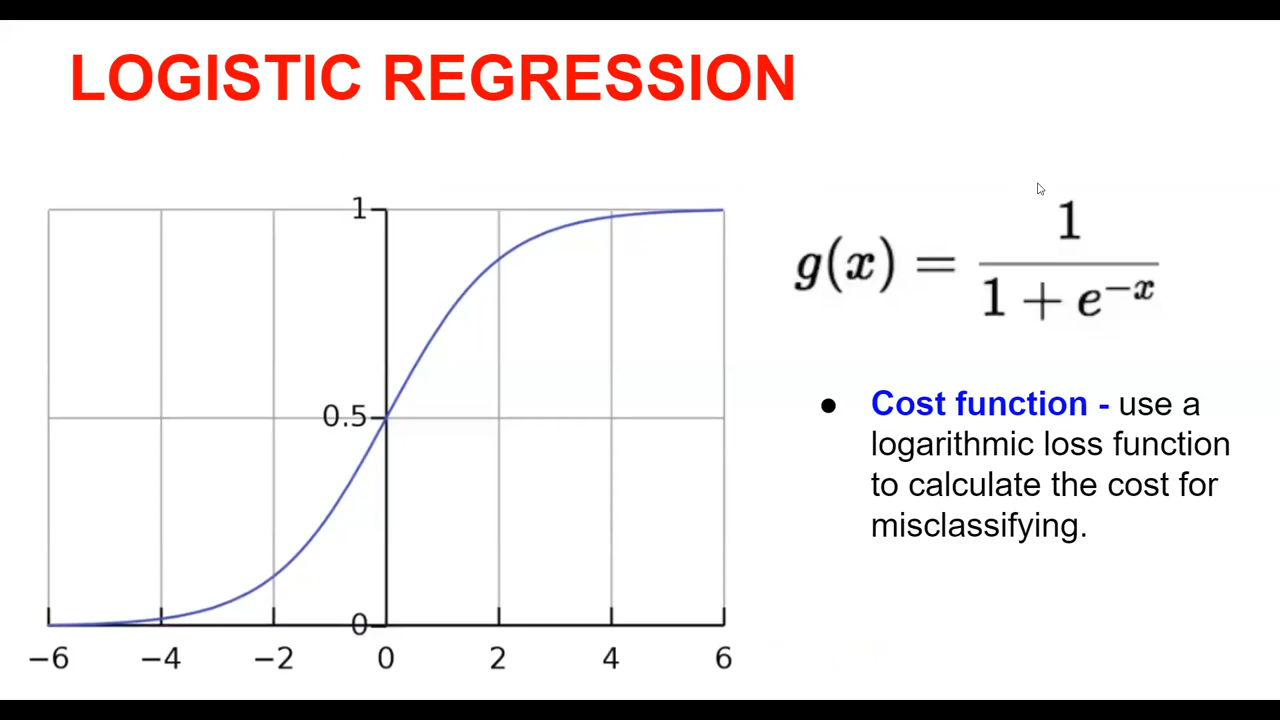 LOGISTIC REGRESSION
1
0.5
0
−6 −4 −2 0 2 4 6
g(x) = 1 / (1 + e^{−x})
● Cost function - use a
logarithmic loss function
to calculate the cost for
misclassifying.